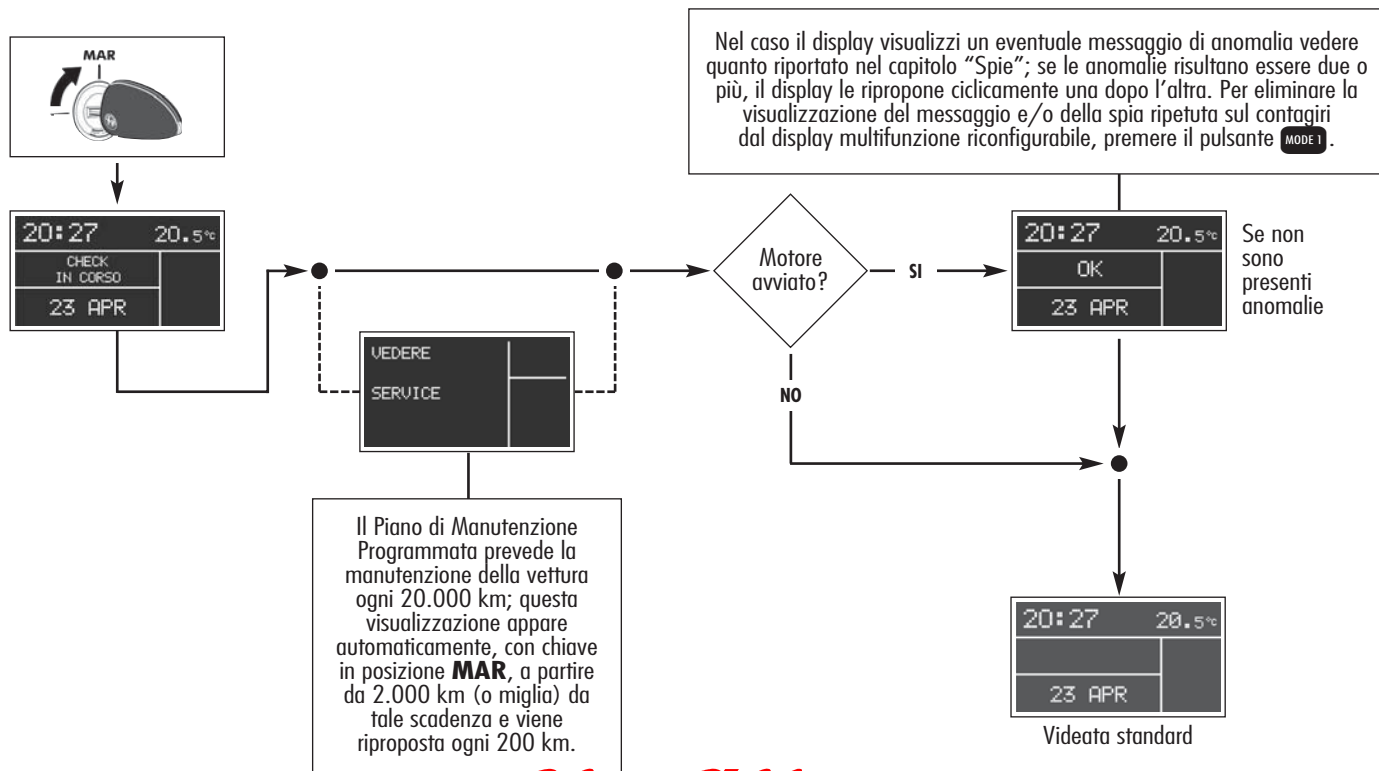 MAR
Nel caso il display visualizzi un eventuale messaggio di anomalia vedere
quanto riportato nel capitolo “Spie”; se le anomalie risultano essere due o
più, il display le ripropone ciclicamente una dopo l’altra. Per eliminare la
visualizzazione del messaggio e/o della spia ripetuta sul contagiri
dal display multifunzione riconfigurabile, premere il pulsante MODE 1.
20:27 20.5°c
CHECK
IN CORSO
23 APR
Motore
avviato?
SI
NO
20:27 20.5°c
OK
23 APR
Se non
sono
presenti
anomalie
VEDERE
SERVICE
Il Piano di Manutenzione
Programmata prevede la
manutenzione della vettura
ogni 20.000 km; questa
visualizzazione appare
automaticamente, con chiave
in posizione MAR, a partire
da 2.000 km (o miglia) da
tale scadenza e viene
riproposta ogni 200 km.
20:27 20.5°c
23 APR
Videata standard